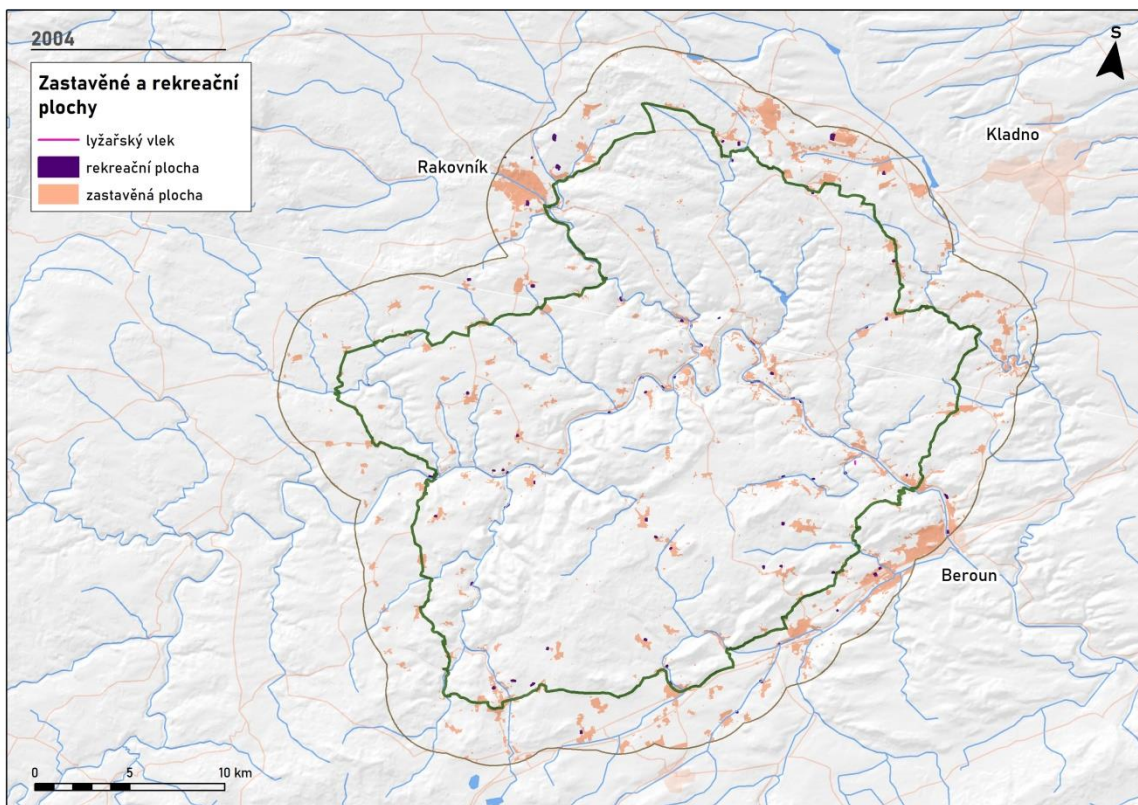 2004
Zastavěné a rekreační
plochy
lyžařský vlek
rekreační plocha
zastavěná plocha
S
Kladno
Rakovník
Beroun
0 5 10 km